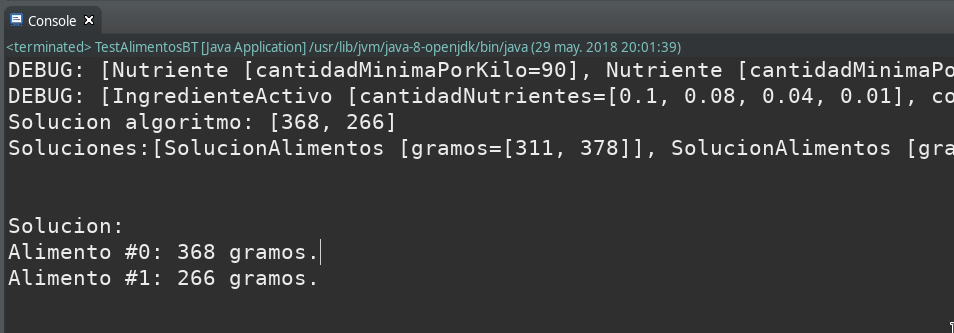 Console
<terminated> TestAlimentosBT [Java Application] /usr/lib/jvm/java-8-openjdk/bin/java (29 may. 2018 20:01:39)
DEBUG: [Nutriente [cantidadMinimaPorKilo=90], Nutriente [cantidadMinimaPo
DEBUG: [IngredienteActivo [cantidadNutrientes=[0.1, 0.08, 0.04, 0.01], co
Solucion algoritmo: [368, 266]
Soluciones:[SolucionAlimentos [gramos=[311, 378]], SolucionAlimentos [gra
Solucion:
Alimento #0: 368 gramos.
Alimento #1: 266 gramos.